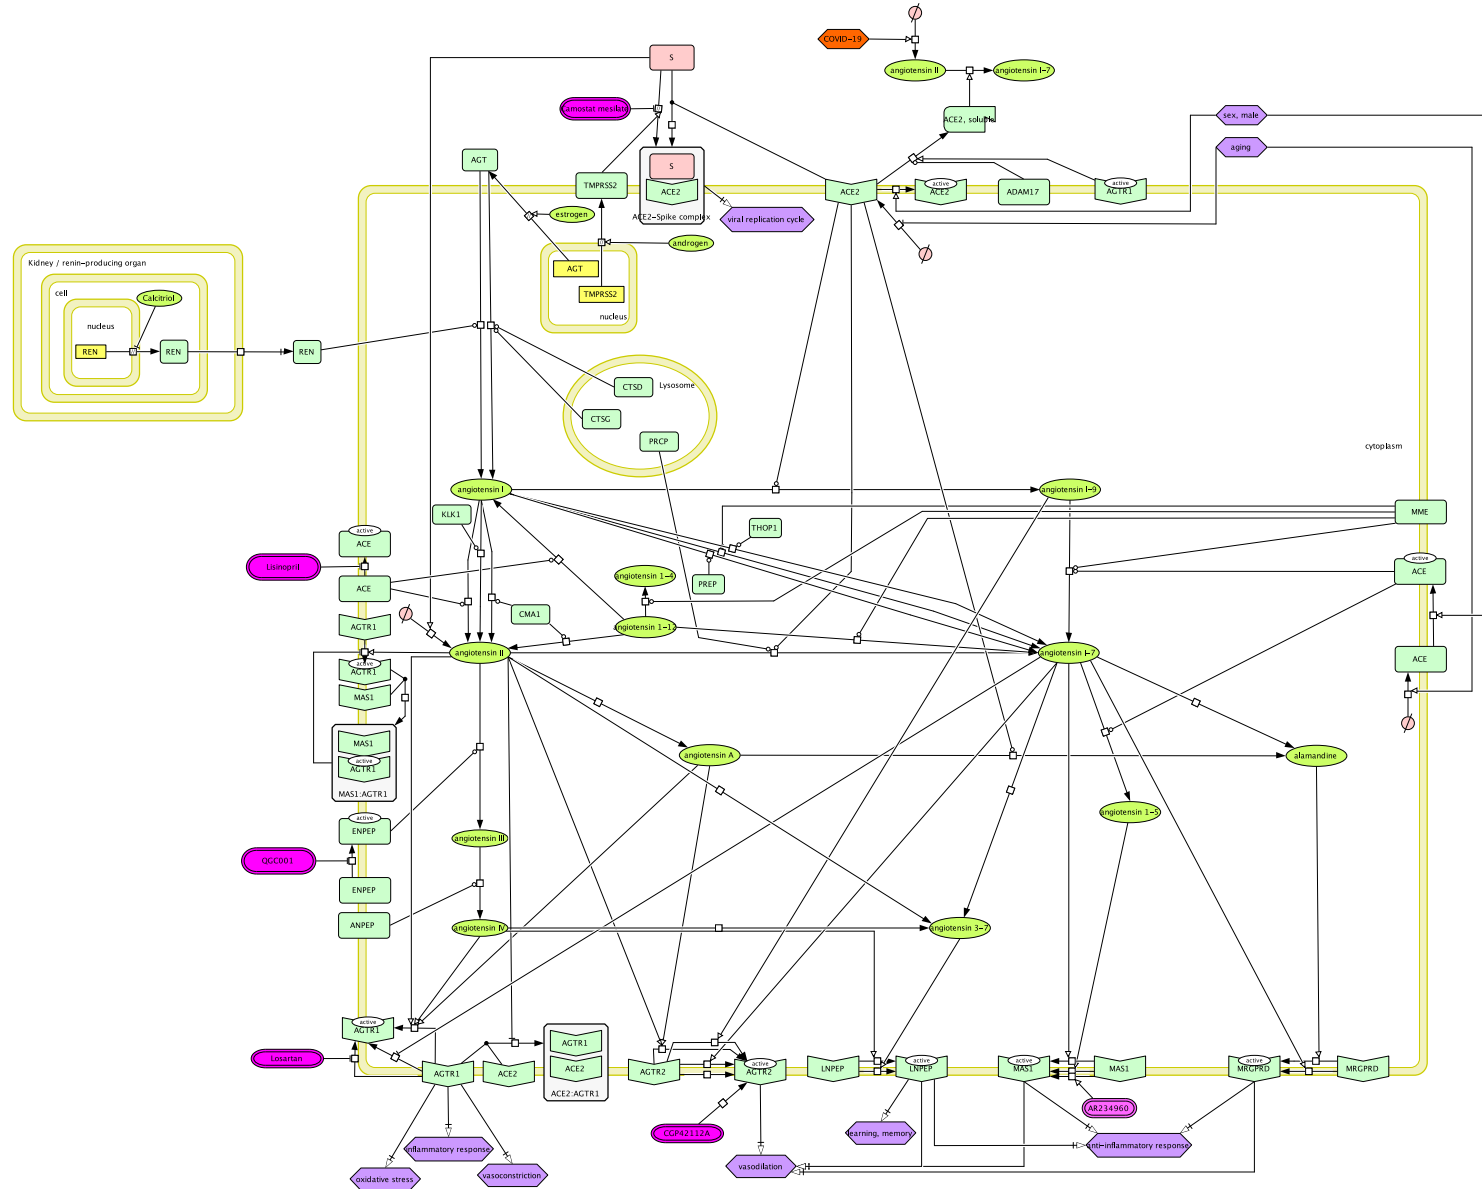 COVID-19
S
angiotensin II
angiotensin I-7
Camostat mesilate
ACE2, soluble
sex, male
aging
AGT
TMPRSS2
S
ACE2
ACE2-Spike complex
ACE2
active
ACE2
ADAM17
active
AGTR1
estrogen
viral replication cycle
androgen
AGT
TMPRSS2
nucleus
Kidney / renin-producing organ
cell
Calcitriol
nucleus
REN
REN
REN
CTSD
Lysosome
CTSG
PRCP
cytoplasm
angiotensin I
angiotensin I-9
KLK1
THOP1
MME
active
ACE
Lisinopril
ACE
angiotensin 1-4
PREP
active
ACE
CMA1
AGTR1
angiotensin 1-12
angiotensin II
angiotensin I-7
ACE
active
AGTR1
MAS1
MAS1
active
AGTR1
MAS1:AGTR1
angiotensin A
alamandine
active
ENPEP
angiotensin III
angiotensin 1-5
QGC001
ENPEP
ANPEP
angiotensin IV
angiotensin 3-7
active
AGTR1
Losartan
AGTR1
ACE2
AGTR1
ACE2
ACE2:AGTR1
AGTR2
active
AGTR2
LNPEP
active
LNPEP
active
MAS1
MAS1
active
MRGPRD
MRGPRD
AR234960
CGP42112A
learning, memory
anti-inflammatory response
inflammatory response
vasodilation
oxidative stress
vasoconstriction